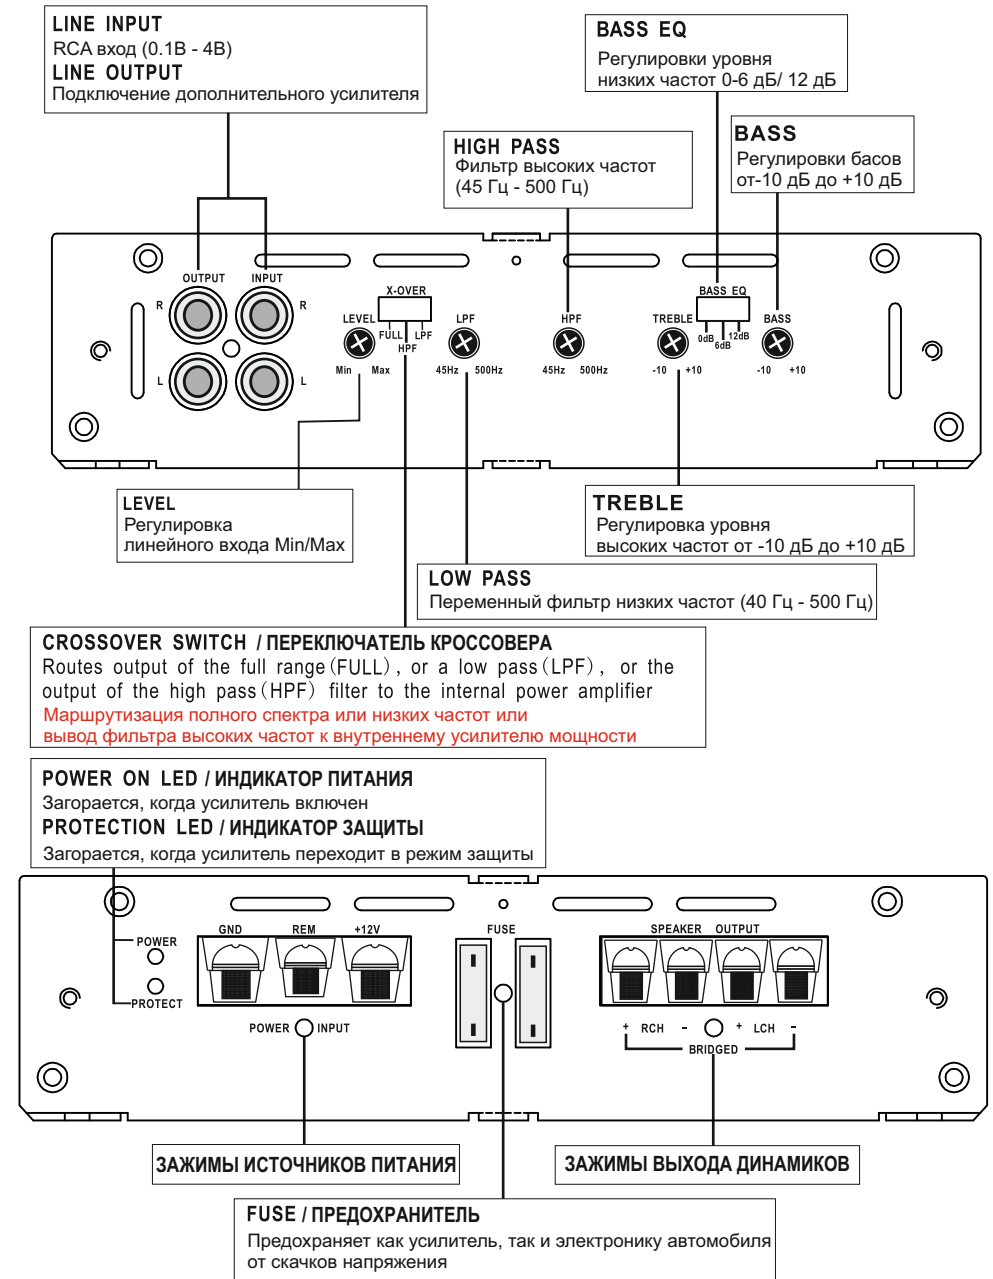 LINE INPUT
RCA вход (0.1В - 4В)
LINE OUTPUT
Подключение дополнительного усилителя
BASS EQ
Регулировки уровня
низких частот 0-6 дБ/ 12 дБ
HIGH PASS
Фильтр высоких частот
(45 Гц - 500 Гц)
BASS
Регулировки басов
от-10 дБ до +10 дБ
OUTPUT INPUT
R R
L L
X-OVER
FULL LPF
HPF
LEVEL
Min Max
LPF
45Hz 500Hz
HPF
45Hz 500Hz
TREBLE
-10 +10
BASS EQ
0dB 12dB
6dB
BASS
-10 +10
LEVEL
Регулировка
линейного входа Min/Max
TREBLE
Регулировка уровня
высоких частот от -10 дБ до +10 дБ
LOW PASS
Переменный фильтр низких частот (40 Гц - 500 Гц)
CROSSOVER SWITCH / ПЕРЕКЛЮЧАТЕЛЬ КРОССОВЕРА
Routes output of the full range(FULL), or a low pass(LPF), or the
output of the high pass(HPF) filter to the internal power amplifier
Маршрутизация полного спектра или низких частот или
вывод фильтра высоких частот к внутреннему усилителю мощности
POWER ON LED / ИНДИКАТОР ПИТАНИЯ
Загорается, когда усилитель включен
PROTECTION LED / ИНДИКАТОР ЗАЩИТЫ
Загорается, когда усилитель переходит в режим защиты
POWER
PROTECT
GND REM +12V
POWER INPUT
FUSE
SPEAKER OUTPUT
+ RCH - + LCH -
BRIDGED
ЗАЖИМЫ ИСТОЧНИКОВ ПИТАНИЯ
ЗАЖИМЫ ВЫХОДА ДИНАМИКОВ
FUSE / ПРЕДОХРАНИТЕЛЬ
Предохраняет как усилитель, так и электронику автомобиля
от скачков напряжения